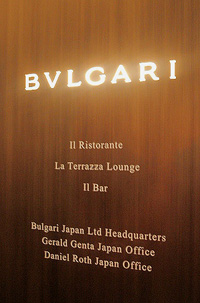 BVLGARI
Il Ristorante
La Terrazza Lounge
Il Bar
Bulgari Japan Ltd Headquarters
Gerald Genta Japan Office
Daniel Roth Japan Office